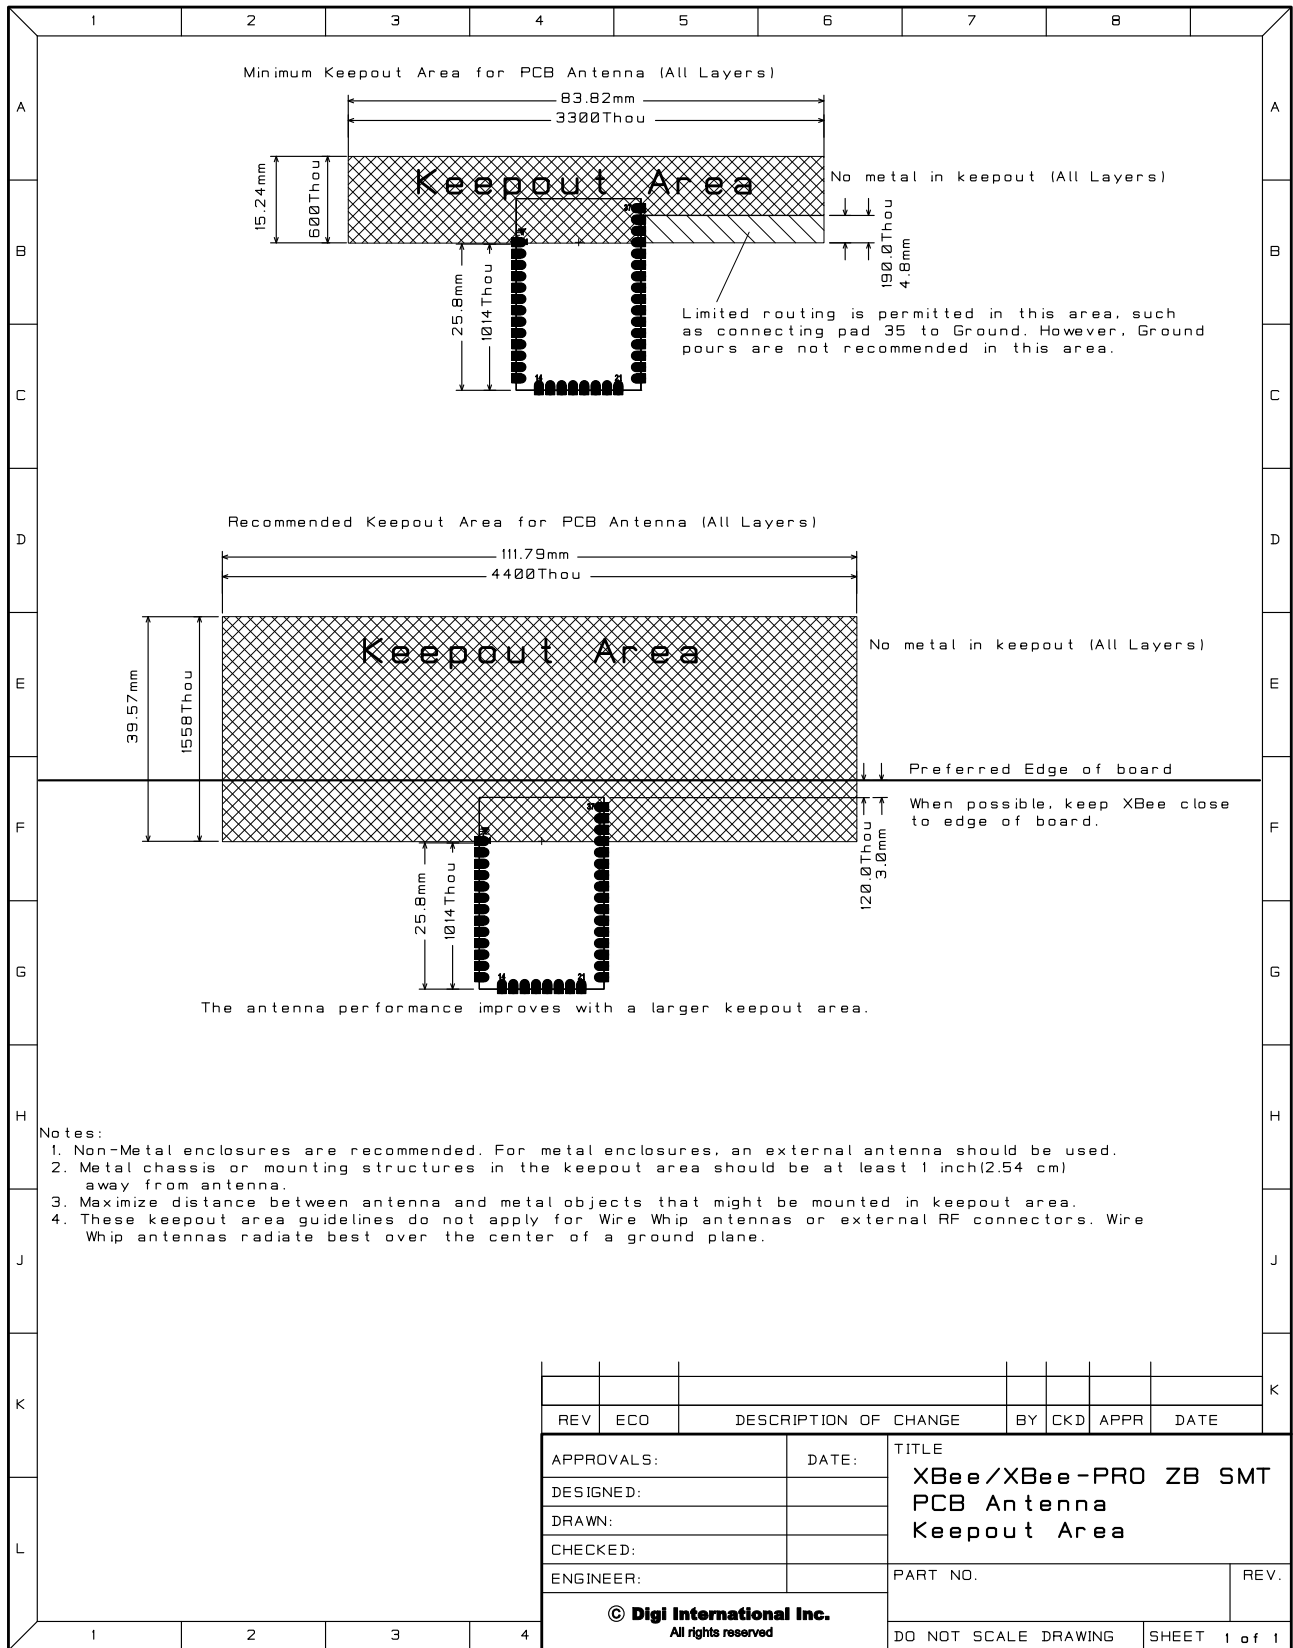 1 2 3 4 5 6 7 8
Minimum Keepout Area for PCB Antenna (All Layers)
83.82mm
3300Thou
A A
Keepout Area
No metal in keepout (All Layers)
15.24mm
600Thou
37
190.0Thou
4.8mm
B B
25.8mm
1014Thou
Limited routing is permitted in this area, such
as connecting pad 35 to Ground. However, Ground
pours are not recommended in this area.
14 21
C C
Recommended Keepout Area for PCB Antenna (All Layers)
D D
111.79mm
4400Thou
Keepout Area
No metal in keepout (All Layers)
E E
39.57mm
1558Thou
Preferred Edge of board
When possible, keep XBee close
to edge of board.
37
F F
120.0Thou
3.0mm
25.8mm
1014Thou
14 21
G G
The antenna performance improves with a larger keepout area.
H H
Notes:
1. Non-Metal enclosures are recommended. For metal enclosures, an external antenna should be used.
2. Metal chassis or mounting structures in the keepout area should be at least 1 inch(2.54 cm)
away from antenna.
3. Maximize distance between antenna and metal objects that might be mounted in keepout area.
4. These keepout area guidelines do not apply for Wire Whip antennas or external RF connectors. Wire
Whip antennas radiate best over the center of a ground plane.
J J
K K
REV ECO DESCRIPTION OF CHANGE BY CKD APPR DATE
APPROVALS: DATE:
DESIGNED:
DRAWN:
CHECKED:
ENGINEER:
TITLE
XBee/XBee-PRO ZB SMT
PCB Antenna
Keepout Area
L
PART NO. REV.
© Digi International Inc.
All rights reserved
DO NOT SCALE DRAWING SHEET 1 of 1
1 2 3 4